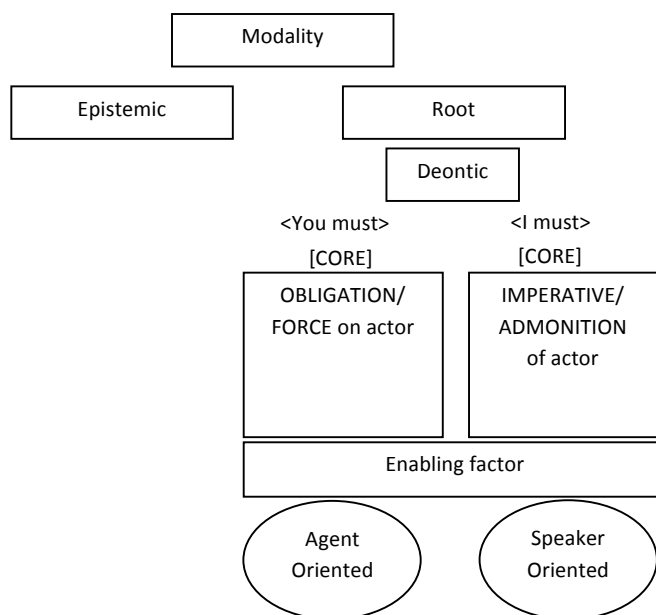 Modality
Epistemic
Root
Deontic
<You must>
<I must>
[CORE]
[CORE]
OBLIGATION/
FORCE on actor
IMPERATIVE/
ADMONITION
of actor
Enabling factor
Agent
Oriented
Speaker
Oriented